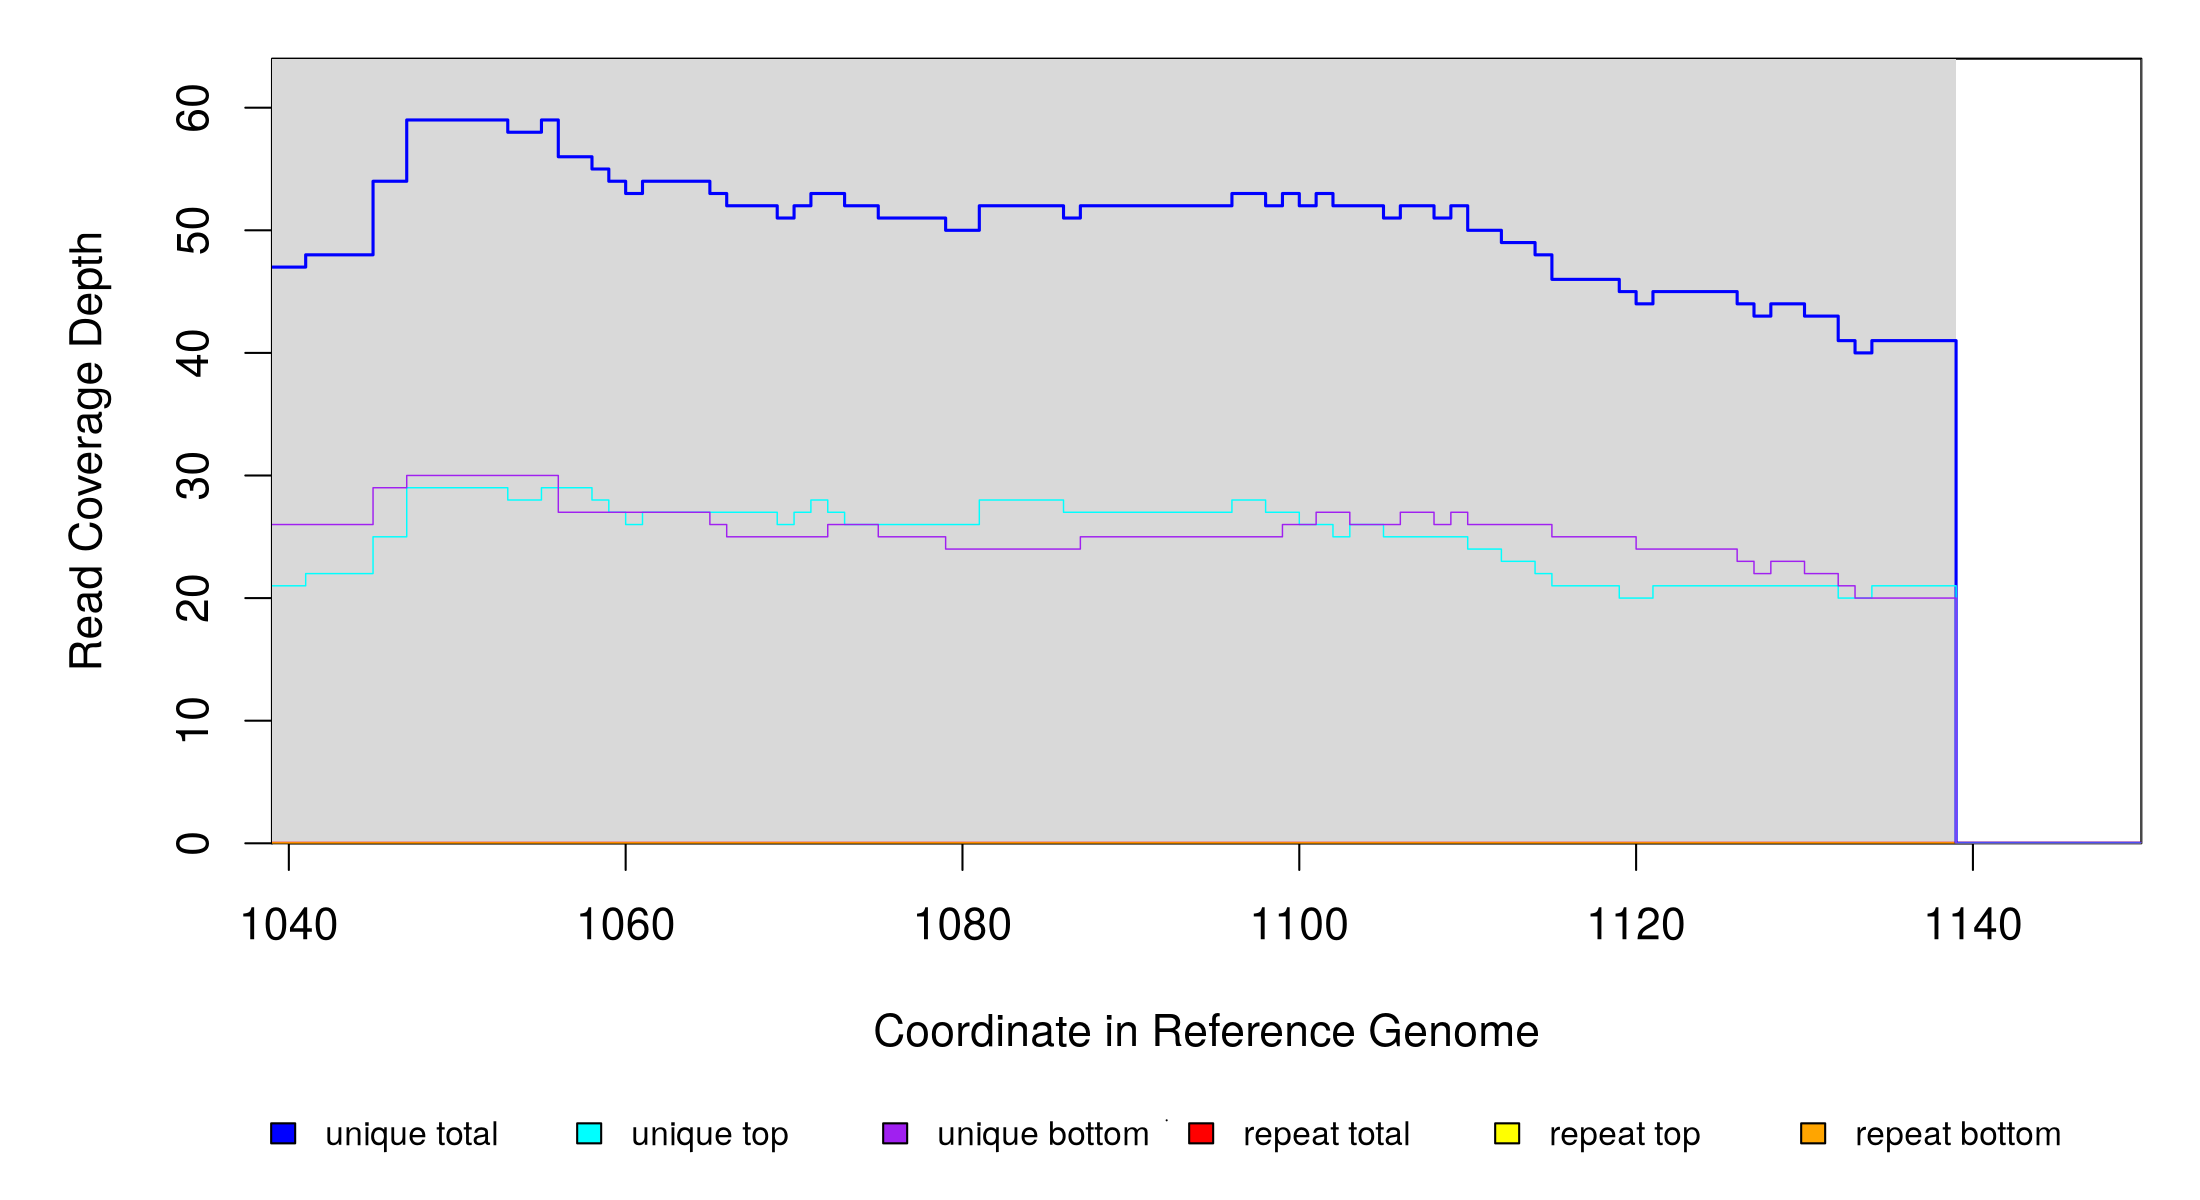 Read Coverage Depth
60
50
40
30
20
10
0
1040 1060 1080 1100 1120 1140
Coordinate in Reference Genome
unique total unique top unique bottom repeat total repeat top repeat bottom